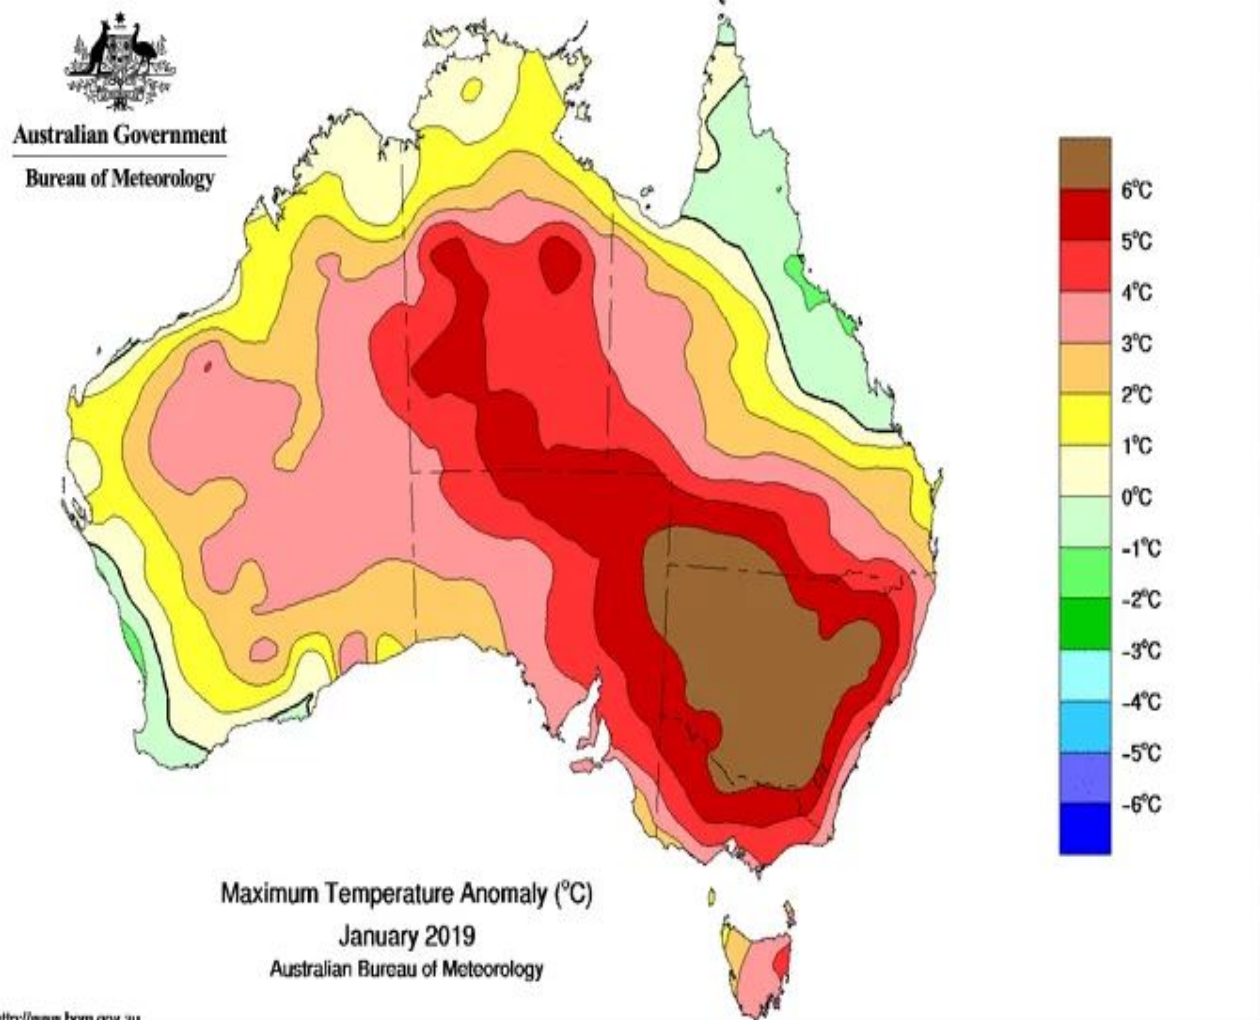 Australian Government
Bureau of Meteorology
6°C
5°C
4°C
3°C
2°C
1°C
0°C
-1°C
-2°C
-3°C
-4°C
-5°C
-6°C
Maximum Temperature Anomaly (°C)
January 2019
Australian Bureau of Meteorology